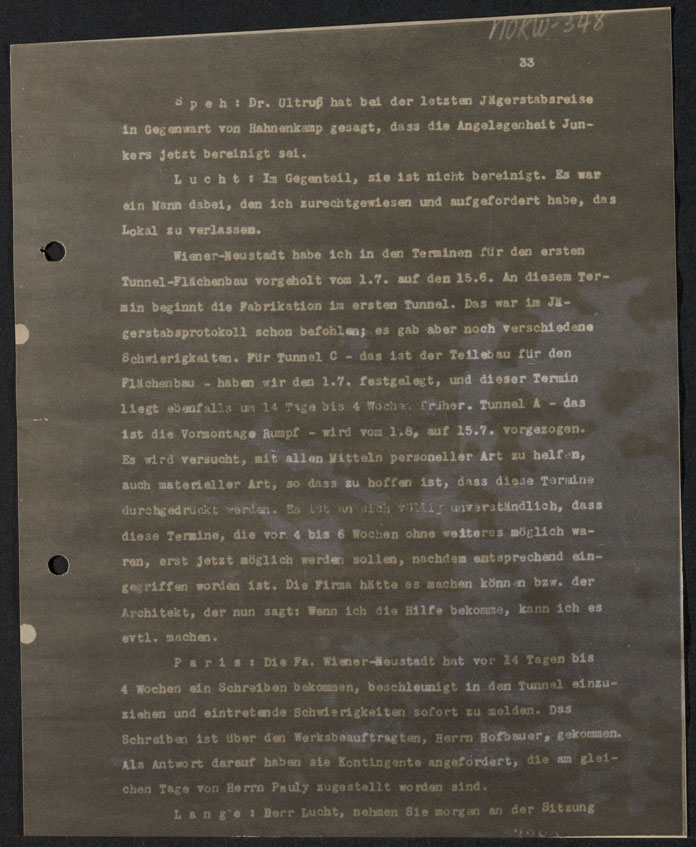 NOKW-348
33
S p e h : Dr. Ultruß hat bei der letzten Jägerstabsreise
in Gegenwart von Hahnenkamp gesagt, dass die Angelegenheit Jun-
kers jetzt bereinigt sei.
L u c h t : Im Gegenteil, sie ist nicht bereinigt. Es war
ein Mann dabei, den ich zurechtgewiesen und aufgefordert habe, das
Lokal zu verlassen.
Wiener-Neustadt habe ich in den Terminen für den ersten
Tunnel-Flächenbau vorgeholt vom 1.7. auf den 15.6. An diesem Ter-
min beginnt die Fabrikation im ersten Tunnel. Das war im Jä-
gerstabsprotokoll schon befohlen; es gab aber noch verschiedene
Schwierigkeiten. Für Tunnel C - das ist der Teilebau für den
Flächenbau - haben wir den 1.7. festgelegt, und dieser Termin
liegt ebenfalls um 14 Tage bis 4 Wochen früher. Tunnel A - das
ist die Vormontage Rumpf - wird vom 1.8. auf 15.7. vorgezogen.
Es wird versucht, mit allen Mitteln personeller Art zu helfen,
auch materieller Art, so dass zu hoffen ist, dass diese Termine
durchgedrückt werden. Es ist an sich völlig unverständlich, dass
diese Termine, die vor 4 bis 6 Wochen ohne weiteres möglich wa-
ren, erst jetzt möglich werden sollen, nachdem entsprechend ein-
gegriffen worden ist. Die Firma hätte es machen können bzw. der
Architekt, der nun sagt: Wenn ich die Hilfe bekomme, kann ich es
evtl. machen.
P a r i s : Die Fa. Wiener-Neustadt hat vor 14 Tagen bis
4 Wochen ein Schreiben bekommen, beschleunigt in den Tunnel einzu-
ziehen und eintretende Schwierigkeiten sofort zu melden. Das
Schreiben ist über den Werksbeauftragten, Herrn Hofbauer, gekommen.
Als Antwort darauf haben sie Kontingente angefordert, die am glei-
chen Tage von Herrn Pauly zugestellt worden sind.
L a n g e : Herr Lucht, nehmen Sie morgen an der Sitzung